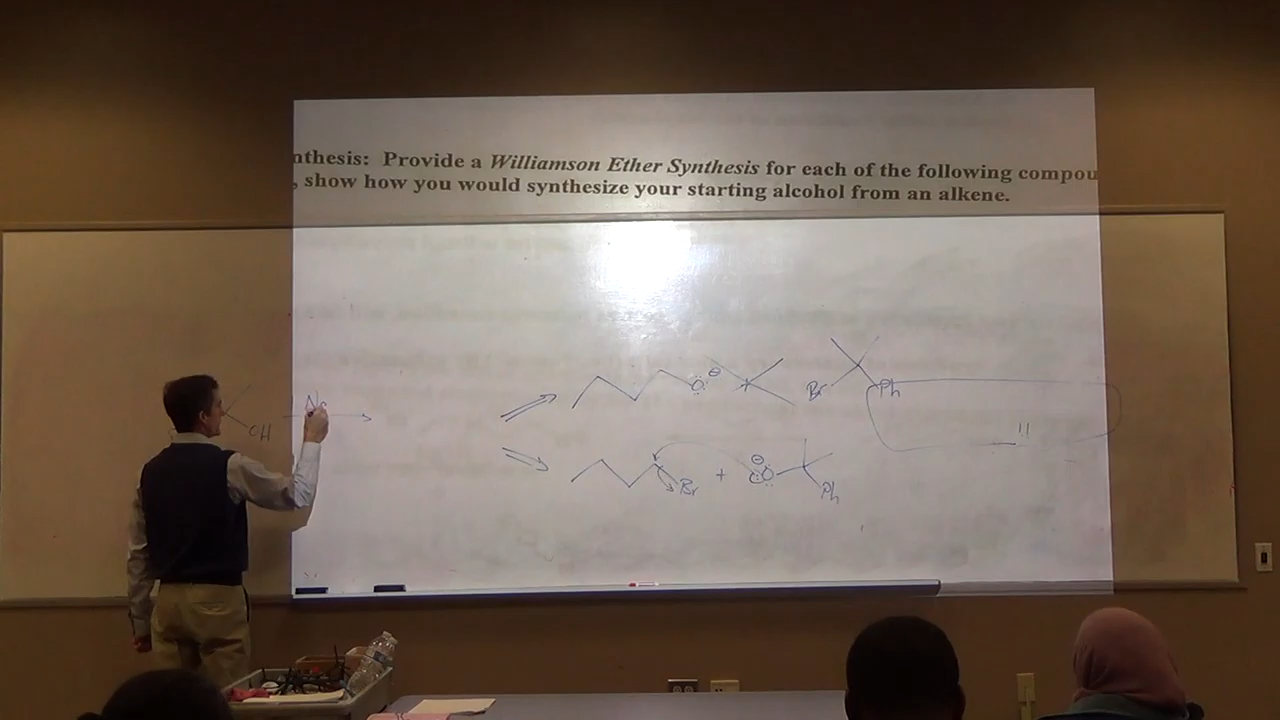 nthesis: Provide a Williamson Ether Synthesis for each of the following compou
, show how you would synthesize your starting alcohol from an alkene.
OH
O ⊖
Br
Ph
Br + ⊖ O
Ph